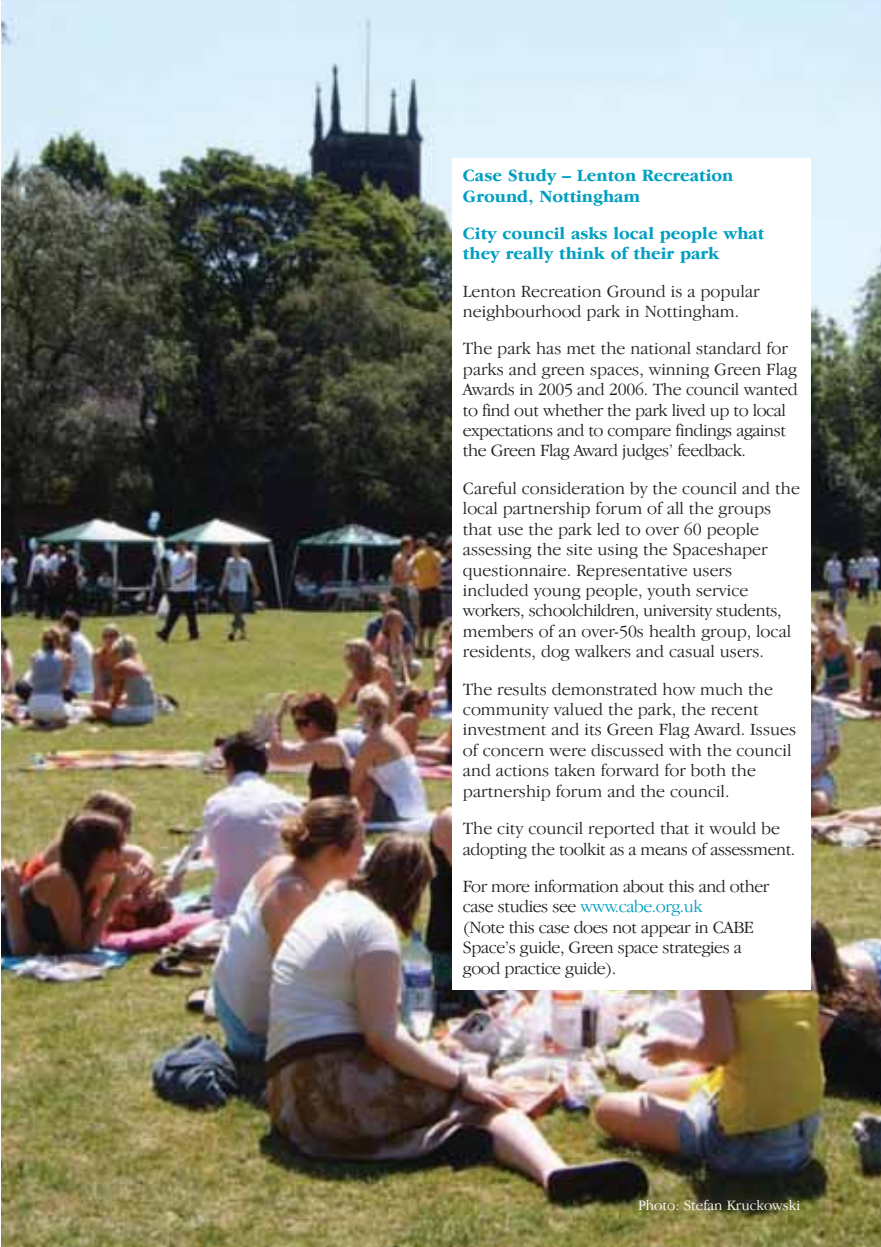 Case Study – Lenton Recreation
Ground, Nottingham
City council asks local people what
they really think of their park
Lenton Recreation Ground is a popular
neighbourhood park in Nottingham.
The park has met the national standard for
parks and green spaces, winning Green Flag
Awards in 2005 and 2006. The council wanted
to find out whether the park lived up to local
expectations and to compare findings against
the Green Flag Award judges' feedback.
Careful consideration by the council and the
local partnership forum of all the groups
that use the park led to over 60 people
assessing the site using the Spaceshaper
questionnaire. Representative users
included young people, youth service
workers, schoolchildren, university students,
members of an over-50s health group, local
residents, dog walkers and casual users.
The results demonstrated how much the
community valued the park, the recent
investment and its Green Flag Award. Issues
of concern were discussed with the council
and actions taken forward for both the
partnership forum and the council.
The city council reported that it would be
adopting the toolkit as a means of assessment.
For more information about this and other
case studies see www.cabe.org.uk
(Note this case does not appear in CABE
Space's guide, Green space strategies a
good practice guide).
Photo: Stefan Kruckowski